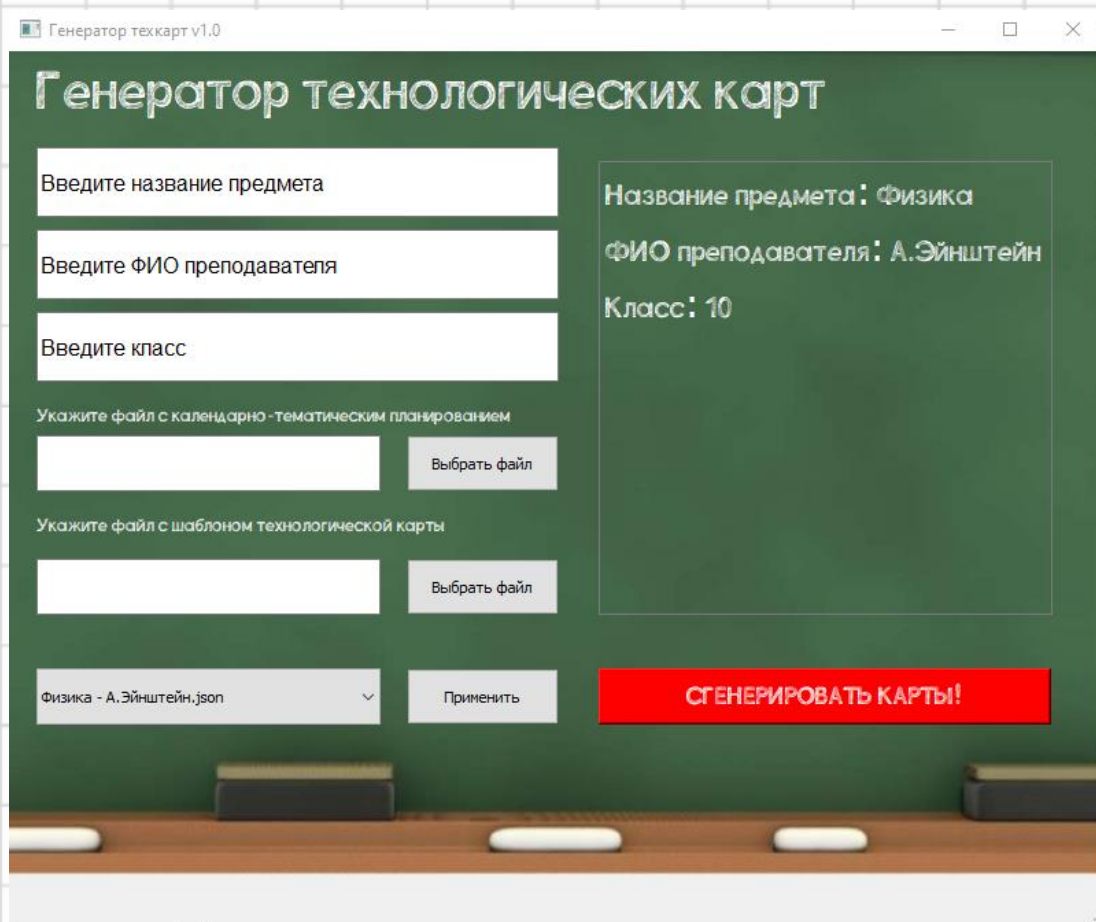 Генератор техкарт v1.0
Генератор технологических карт
Введите название предмета
Введите ФИО преподавателя
Введите класс
Укажите файл с календарно-тематическим планированием
Выбрать файл
Укажите файл с шаблоном технологической карты
Выбрать файл
Физика - А.Эйнштейн.json
Применить
Название предмета: Физика
ФИО преподавателя: А.Эйнштейн
Класс: 10
СГЕНЕРИРОВАТЬ КАРТЫ!